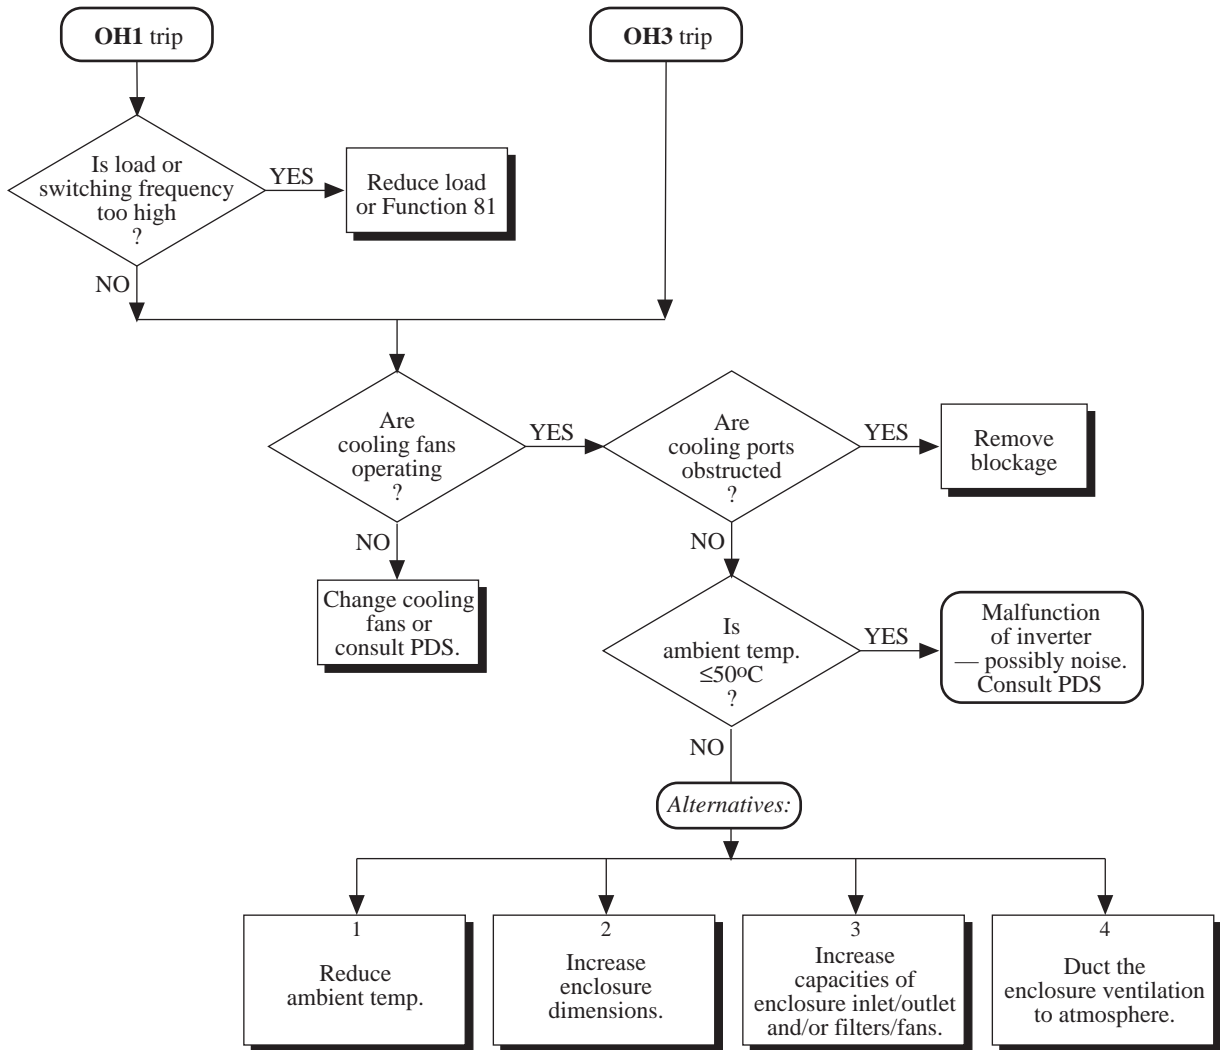 OH1 trip
OH3 trip
Is load or
switching frequency
too high
?
YES
Reduce load
or Function 81
NO
Are
cooling fans
operating
?
YES
Are
cooling ports
obstructed
?
YES
Remove
blockage
NO
Change cooling
fans or
consult PDS.
NO
Is
ambient temp.
≤50°C
?
YES
Malfunction
of inverter
— possibly noise.
Consult PDS
NO
Alternatives:
1
Reduce
ambient temp.
2
Increase
enclosure
dimensions.
3
Increase
capacities of
enclosure inlet/outlet
and/or filters/fans.
4
Duct the
enclosure ventilation
to atmosphere.